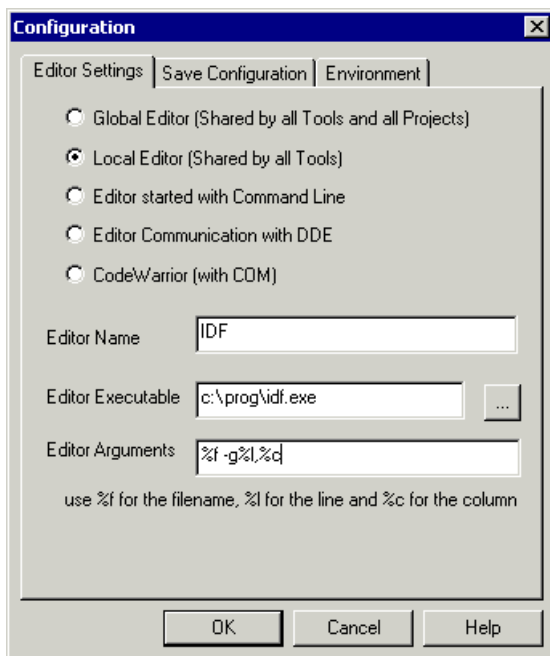 Configuration
Editor Settings Save Configuration Environment
Global Editor (Shared by all Tools and all Projects)
Local Editor (Shared by all Tools)
Editor started with Command Line
Editor Communication with DDE
CodeWarrior (with COM)
Editor Name IDF
Editor Executable c:\prog\idf.exe ...
Editor Arguments %f -g%l,%c
use %f for the filename, %l for the line and %c for the column
OK Cancel Help